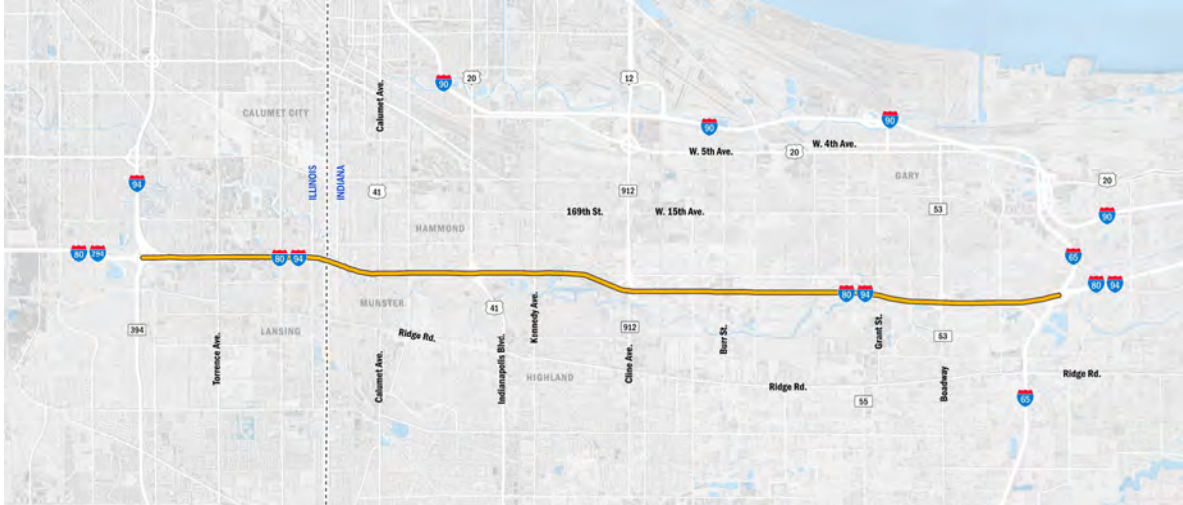 90
20
12
Calumet Ave.
CALUMET CITY
90
90
W. 5th Ave.
20
W. 4th Ave.
ILLINOIS
INDIANA
94
41
912
GARY
20
169th St.
W. 15th Ave.
53
90
HAMMOND
80 294
80 94
65
80 94
80 94
MUNSTER
41
LANSING
394
Ridge Rd.
Kennedy Ave.
912
Burr St.
Grant St.
53
Torrence Ave.
Calumet Ave.
Indianapolis Blvd.
HIGHLAND
Cline Ave.
Ridge Rd.
Boadway
Ridge Rd.
55
65